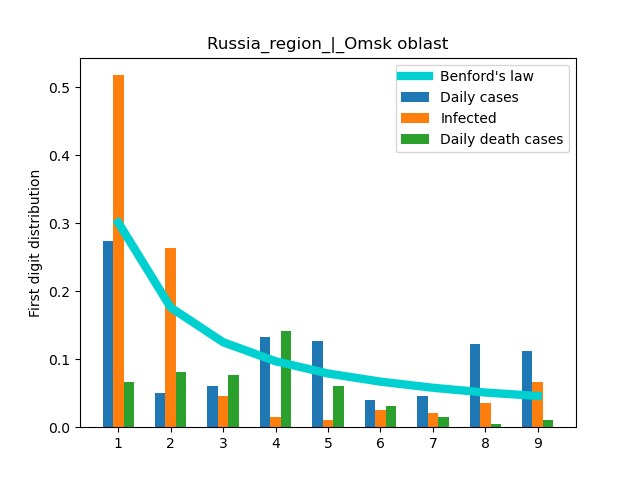 Russia_region_|_Omsk oblast
Benford's law
Daily cases
Infected
Daily death cases
First digit distribution
0.5
0.4
0.3
0.2
0.1
0.0
1 2 3 4 5 6 7 8 9